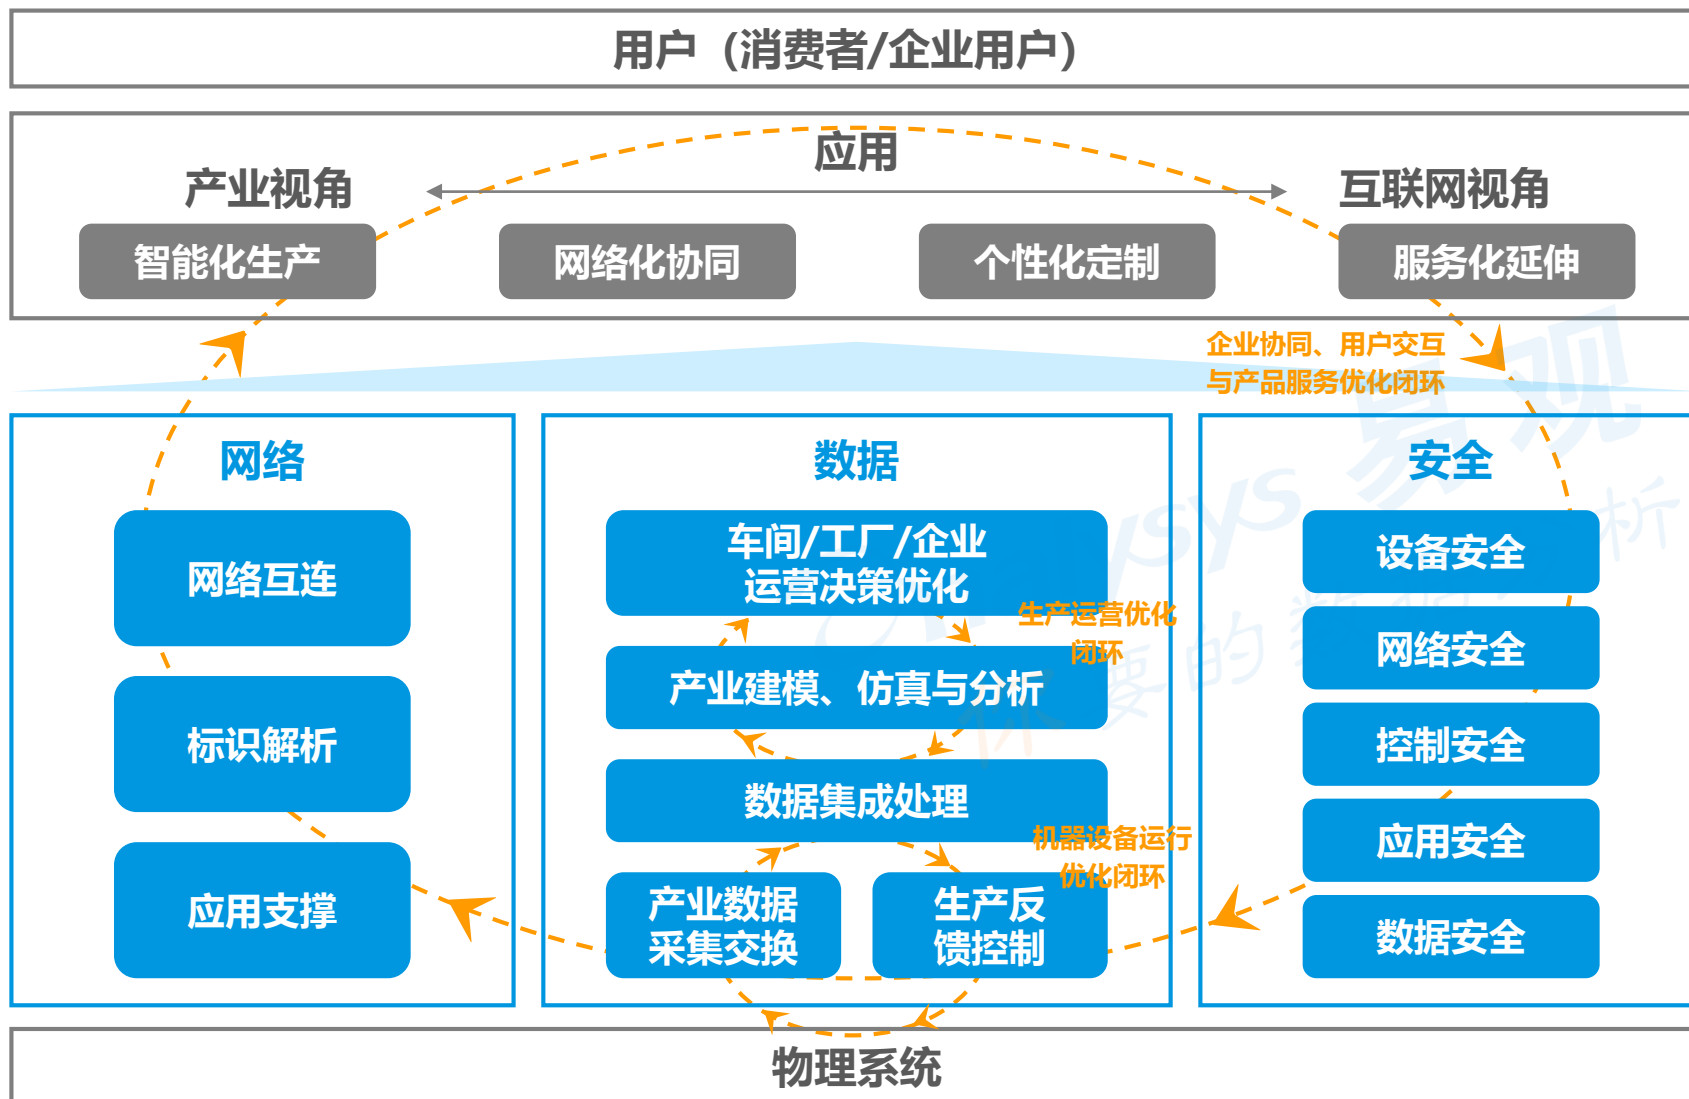 用户（消费者/企业用户）
应用
产业视角
互联网视角
智能化生产
网络化协同
个性化定制
服务化延伸
企业协同、用户交互
与产品服务优化闭环
网络
网络互连
标识解析
应用支撑
数据
车间/工厂/企业
运营决策优化
生产运营优化
闭环
产业建模、仿真与分析
数据集成处理
机器设备运行
优化闭环
产业数据
采集交换
生产反
馈控制
安全
设备安全
网络安全
控制安全
应用安全
数据安全
物理系统
易观